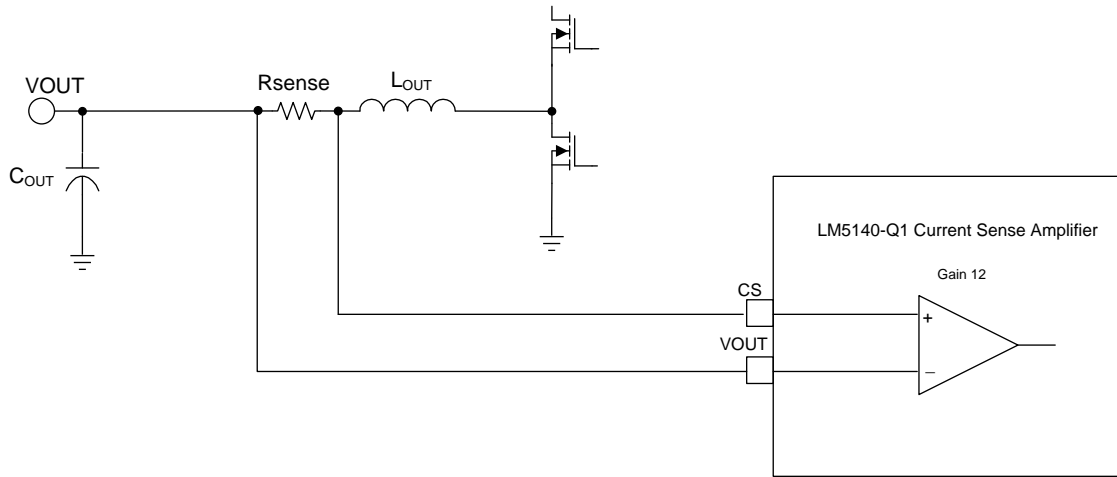 VOUT
Rsense
LOUT
COUT
LM5140-Q1 Current Sense Amplifier
Gain 12
CS
+
VOUT
−